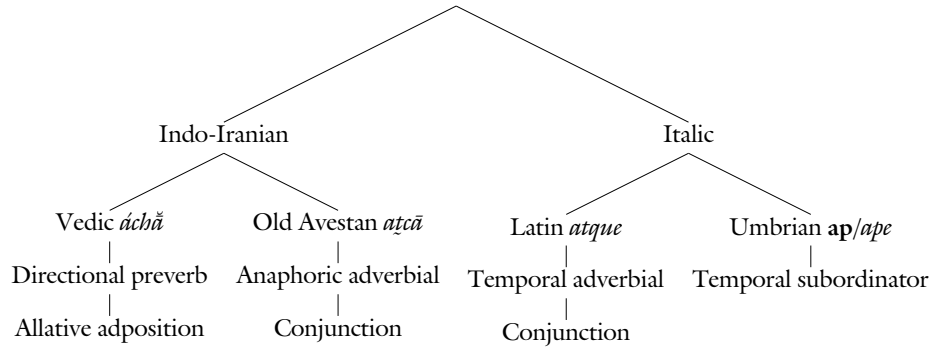 Indo-Iranian Italic
Vedic áchā̆ Old Avestan at̰cā Latin atque Umbrian ap/ape
Directional preverb Anaphoric adverbial Temporal adverbial Temporal subordinator
Allative adposition Conjunction Conjunction